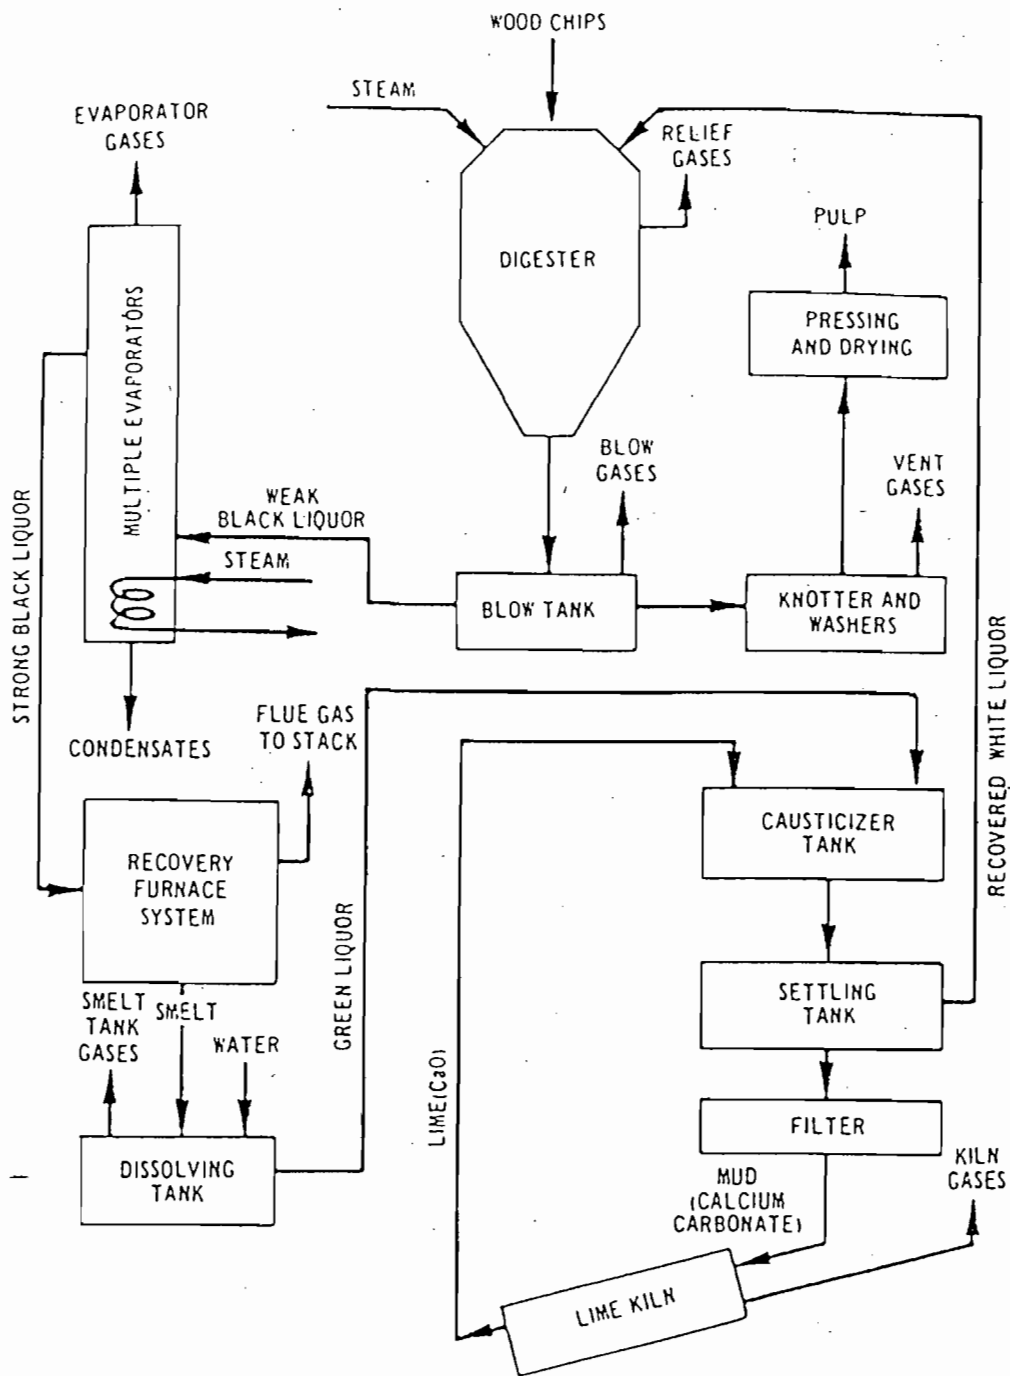 WOOD CHIPS
STEAM
EVAPORATOR
GASES
RELIEF
GASES
DIGESTER
PULP
PRESSING
AND DRYING
MULTIPLE EVAPORATORS
STRONG BLACK LIQUOR
WEAK
BLACK LIQUOR
STEAM
BLOW
GASES
VENT
GASES
BLOW TANK
KNOTTER AND
WASHERS
RECOVERED WHITE LIQUOR
CONDENSATES
FLUE GAS
TO STACK
CAUSTICIZER
TANK
RECOVERY
FURNACE
SYSTEM
GREEN LIQUOR
SETTLING
TANK
SMELT
TANK
GASES
SMELT
WATER
LIME(CaO)
FILTER
DISSOLVING
TANK
MUD
(CALCIUM
CARBONATE)
KILN
GASES
LIME KILN